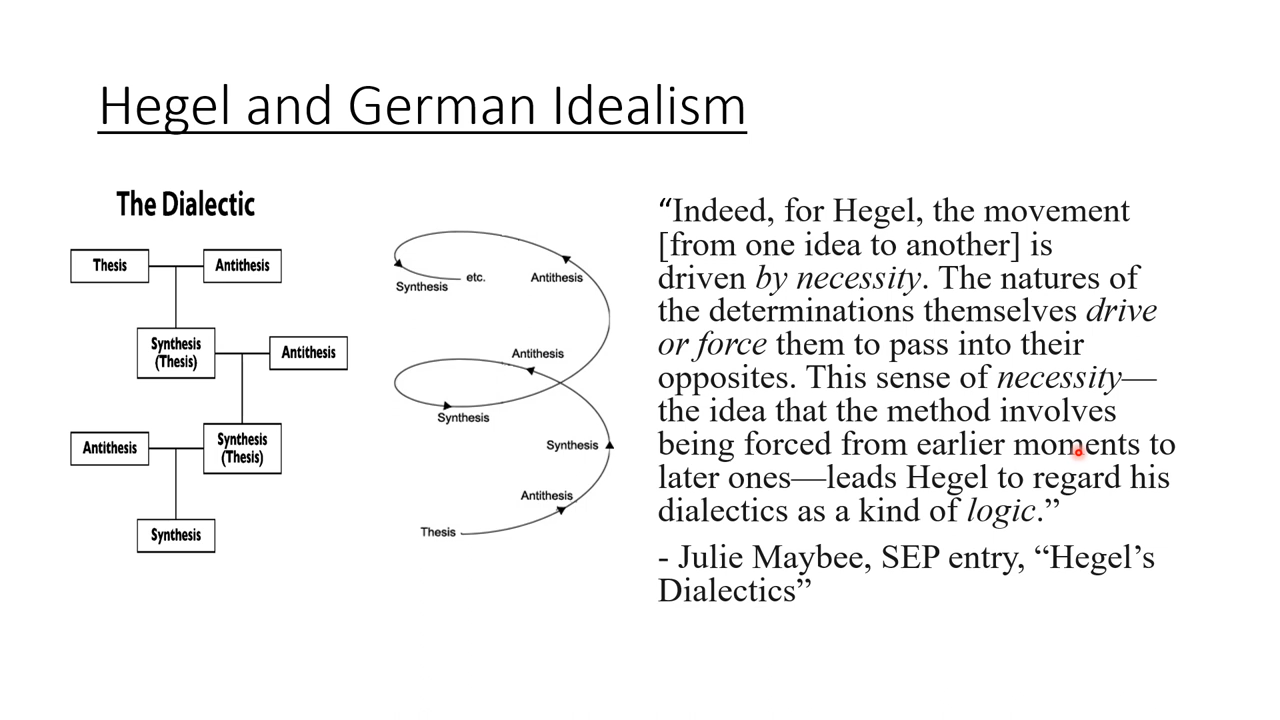 Hegel and German Idealism
The Dialectic
Thesis
Antithesis
Synthesis
(Thesis)
Antithesis
Antithesis
Synthesis
(Thesis)
Synthesis
etc.
Synthesis
Antithesis
Antithesis
Synthesis
Synthesis
Antithesis
Thesis
“Indeed, for Hegel, the movement
[from one idea to another] is
driven by necessity. The natures of
the determinations themselves drive
or force them to pass into their
opposites. This sense of necessity—
the idea that the method involves
being forced from earlier moments to
later ones—leads Hegel to regard his
dialectics as a kind of logic.”
- Julie Maybee, SEP entry, “Hegel’s
Dialectics”